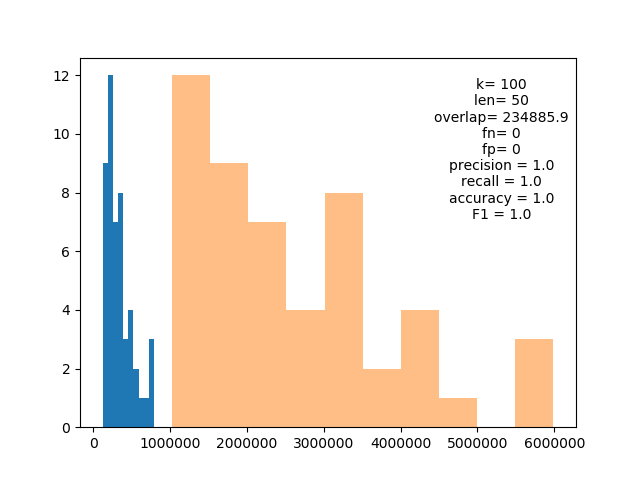 k= 100
len= 50
overlap= 234885.9
fn= 0
fp= 0
precision = 1.0
recall = 1.0
accuracy = 1.0
F1 = 1.0
12
10
8
6
4
2
0
0 1000000 2000000 3000000 4000000 5000000 6000000